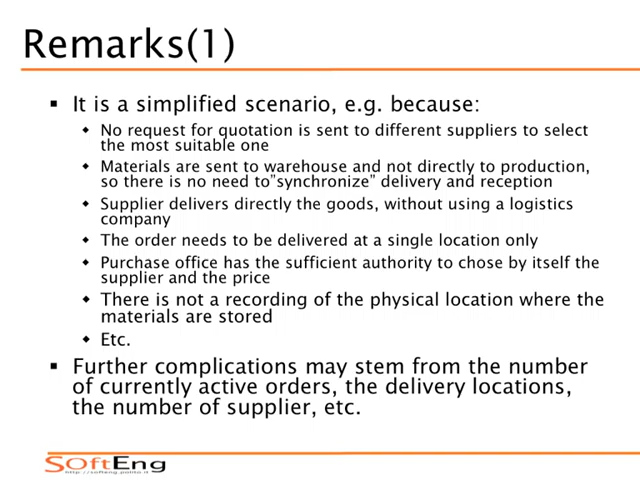 Remarks(1)
It is a simplified scenario, e.g. because:
No request for quotation is sent to different suppliers to select
the most suitable one
Materials are sent to warehouse and not directly to production,
so there is no need to”synchronize” delivery and reception
Supplier delivers directly the goods, without using a logistics
company
The order needs to be delivered at a single location only
Purchase office has the sufficient authority to chose by itself the
supplier and the price
There is not a recording of the physical location where the
materials are stored
Etc.
Further complications may stem from the number
of currently active orders, the delivery locations,
the number of supplier, etc.
SOftEng
http://softeng.polito.it